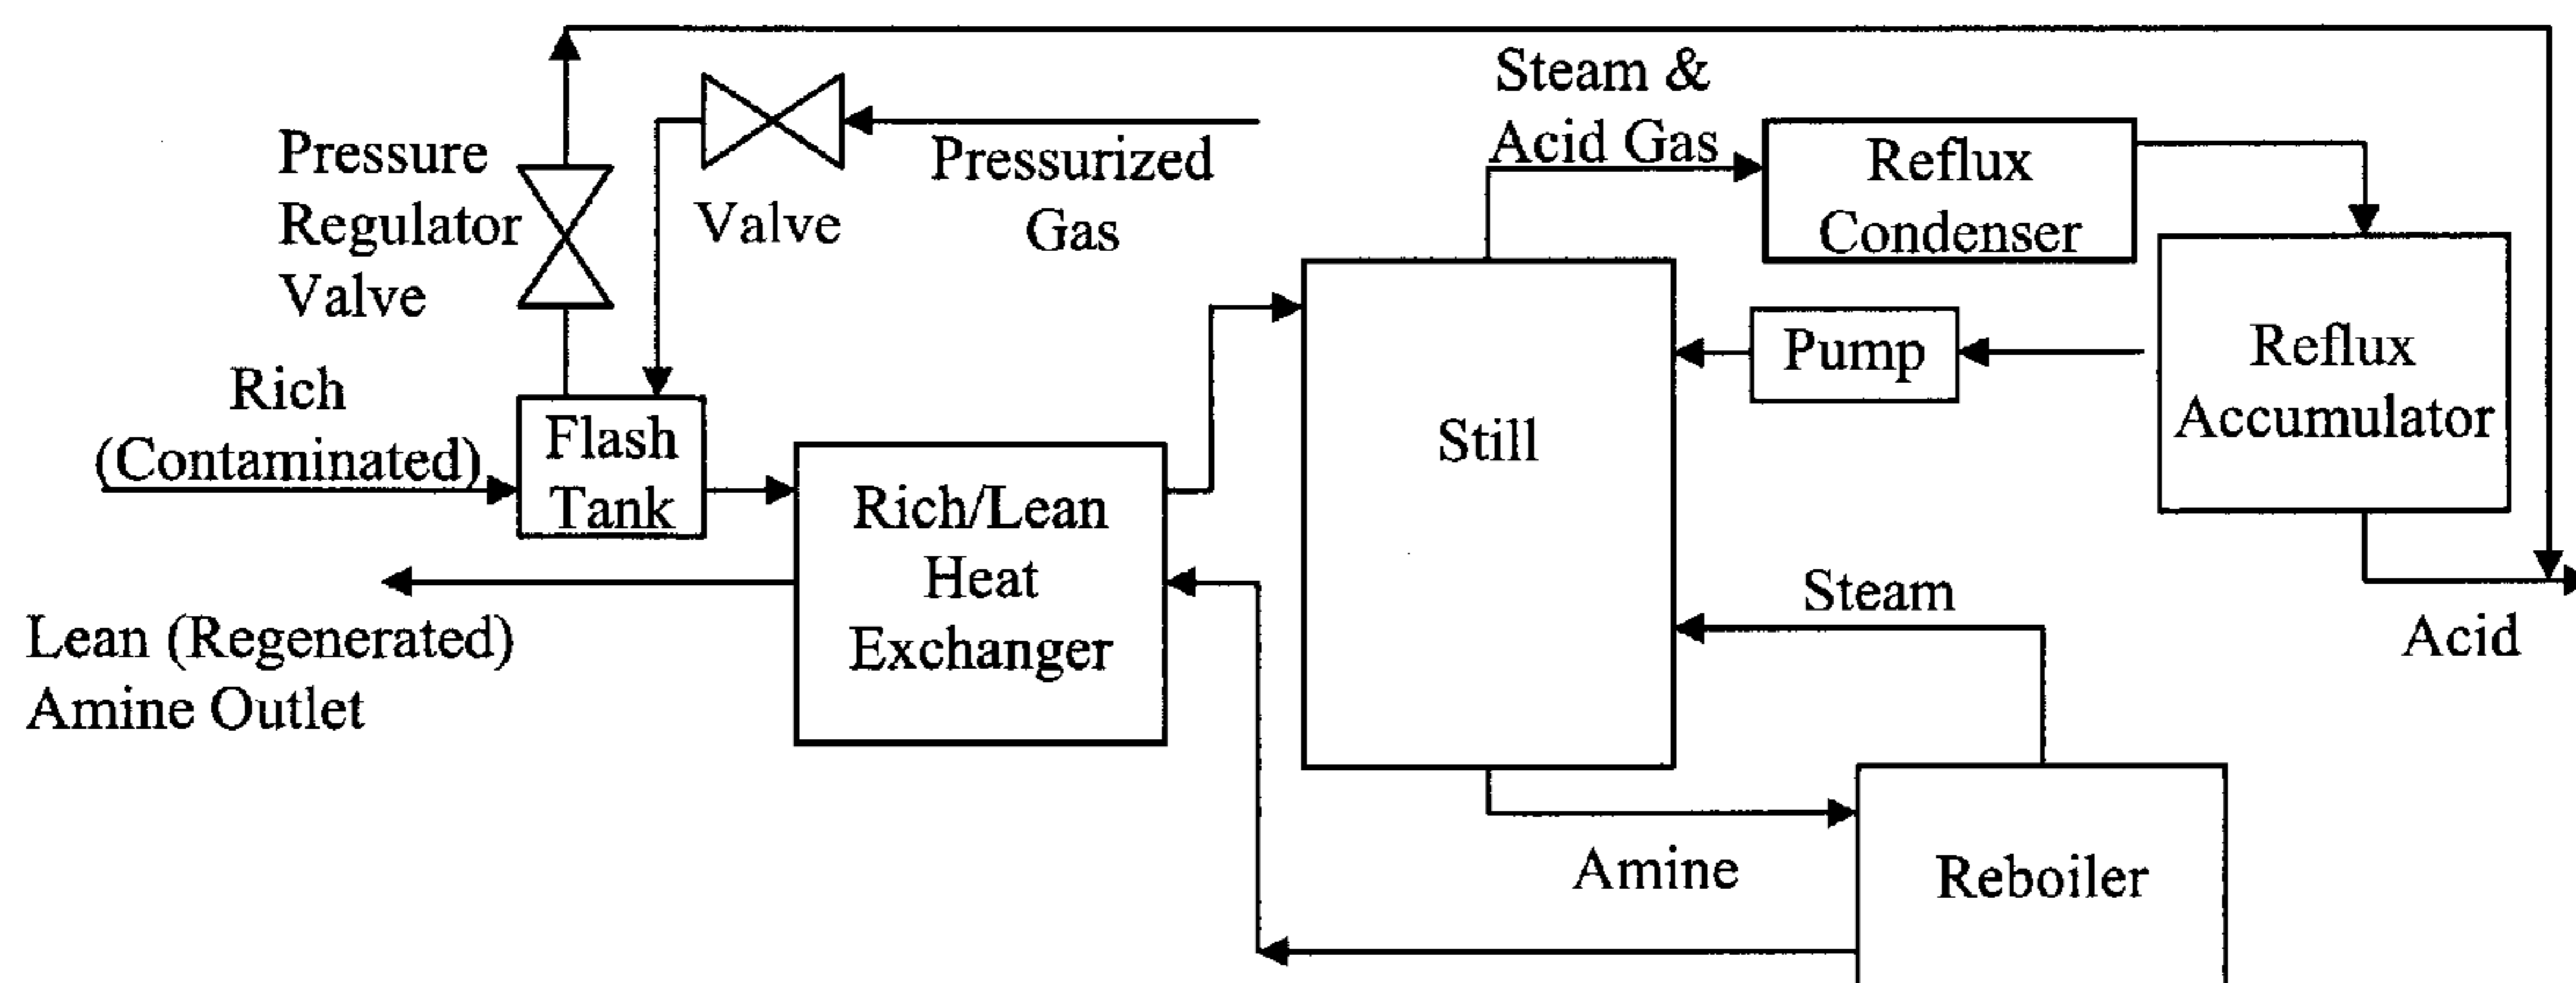 Pressure
Regulator
Valve
Valve
Pressurized
Gas
Steam &
Acid Gas
Reflux
Condenser
Pump
Reflux
Accumulator
Rich
(Contaminated)
Flash
Tank
Rich/Lean
Heat
Exchanger
Still
Steam
Acid
Lean (Regenerated)
Amine Outlet
Amine
Reboiler